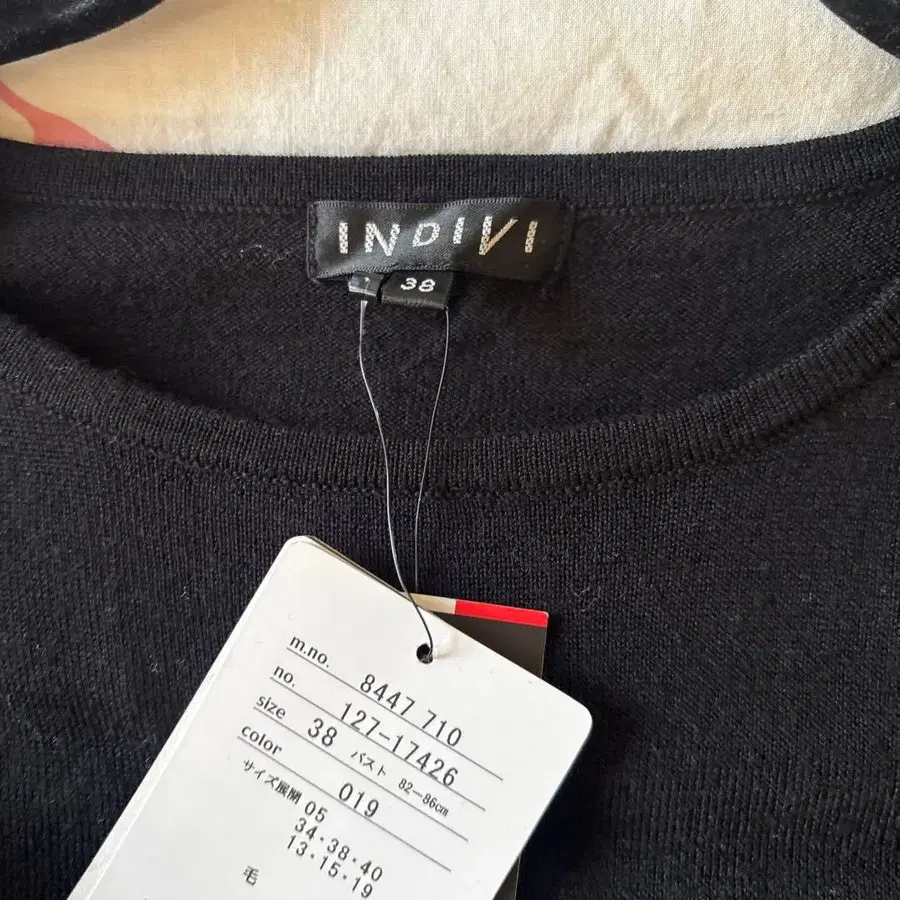 INDIVI
38
m.no. 8447 710
no. 127-17426
size 38 バスト 82-86cm
color 019
サイズ展開 05
34・38・40
13・15・19
毛